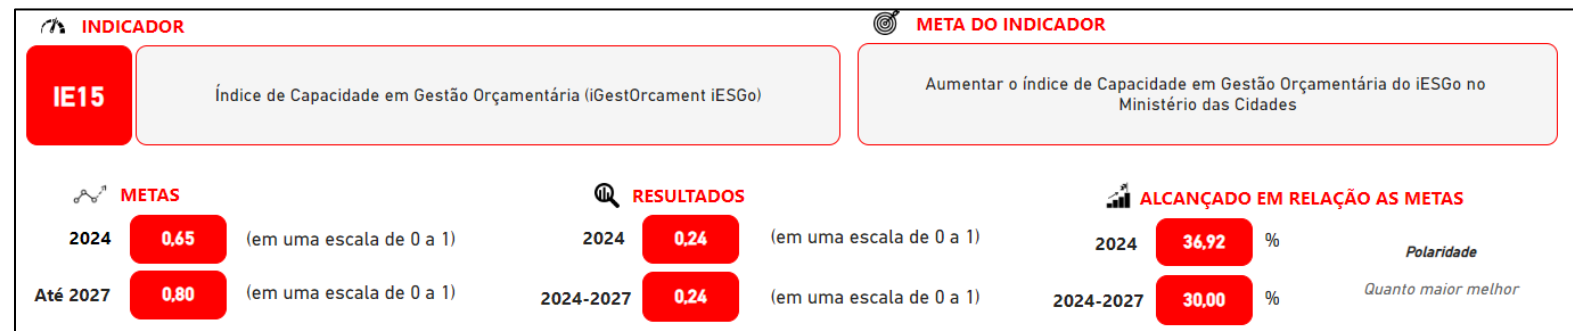 INDICADOR
META DO INDICADOR
IE15
Índice de Capacidade em Gestão Orçamentária (iGestOrcament iESGo)
Aumentar o índice de Capacidade em Gestão Orçamentária do iESGo no
Ministério das Cidades
METAS
2024 0,65 (em uma escala de 0 a 1)
Até 2027 0,80 (em uma escala de 0 a 1)
RESULTADOS
2024 0,24 (em uma escala de 0 a 1)
2024-2027 0,24 (em uma escala de 0 a 1)
ALCANÇADO EM RELAÇÃO AS METAS
2024 36,92 %
2024-2027 30,00 %
Polaridade
Quanto maior melhor